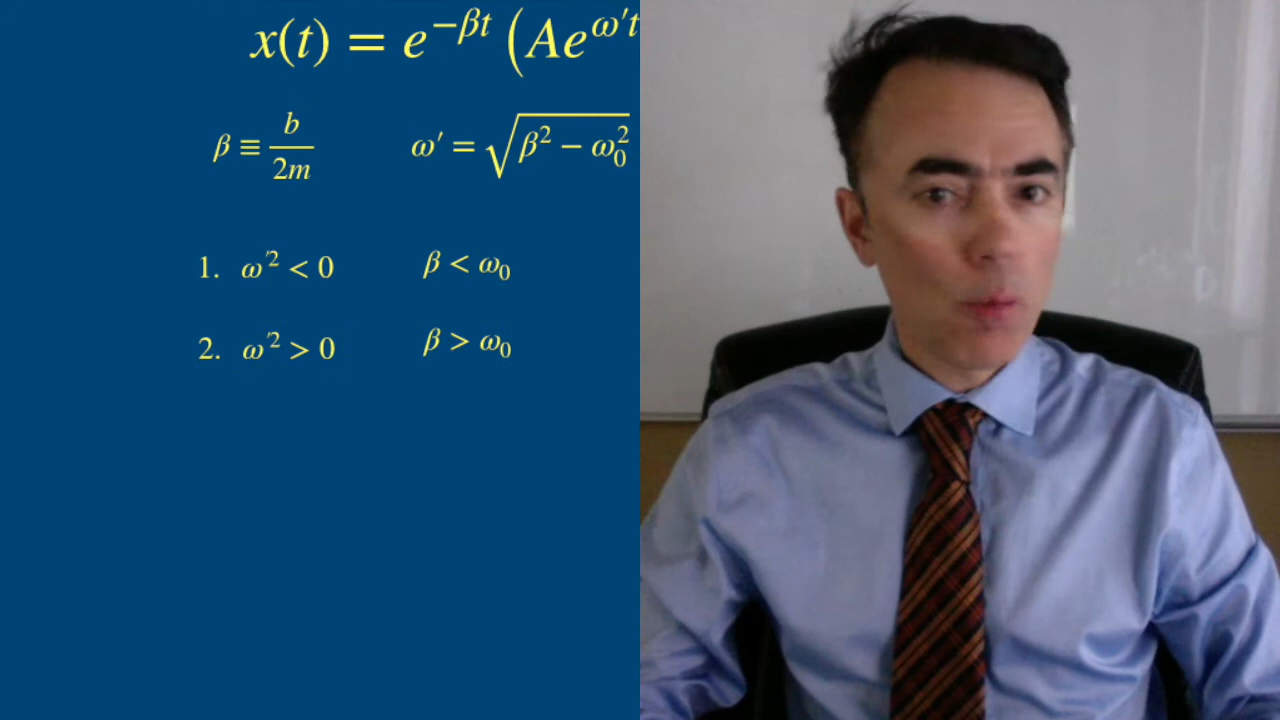 x(t) = e^{−βt} (Ae^{ω′t}
β ≡ b/2m    ω′ = √(β² − ω₀²)
1. ω′² < 0    β < ω₀
2. ω′² > 0    β > ω₀